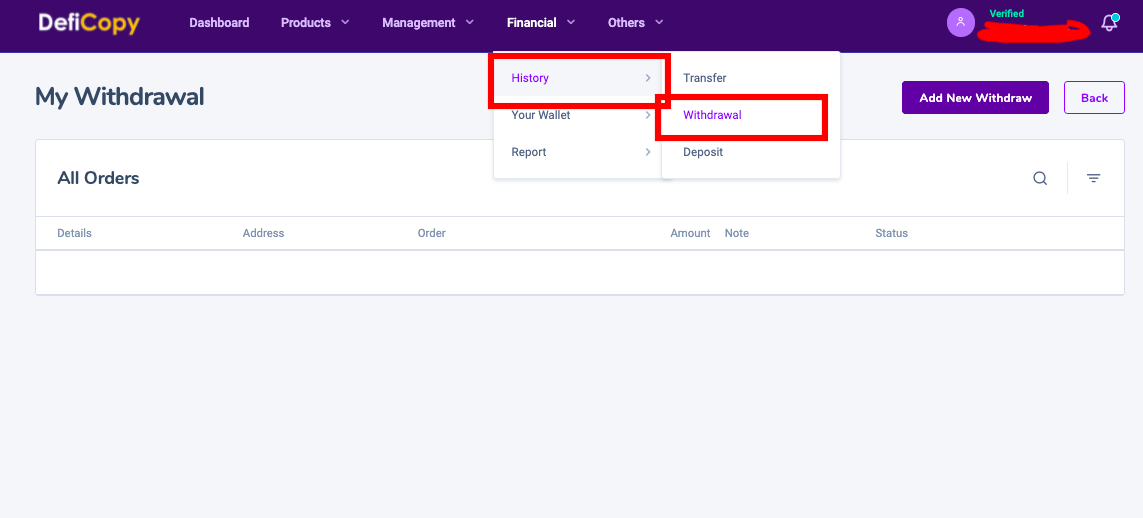 DefiCopy Dashboard Products Management Financial Others Verified
History Transfer
My Withdrawal Add New Withdraw Back
Your Wallet Withdrawal
Report Deposit
All Orders
Details Address Order Amount Note Status